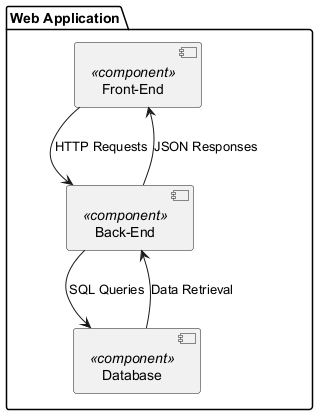 Web Application
«component»
Front-End
HTTP Requests
JSON Responses
«component»
Back-End
SQL Queries
Data Retrieval
«component»
Database